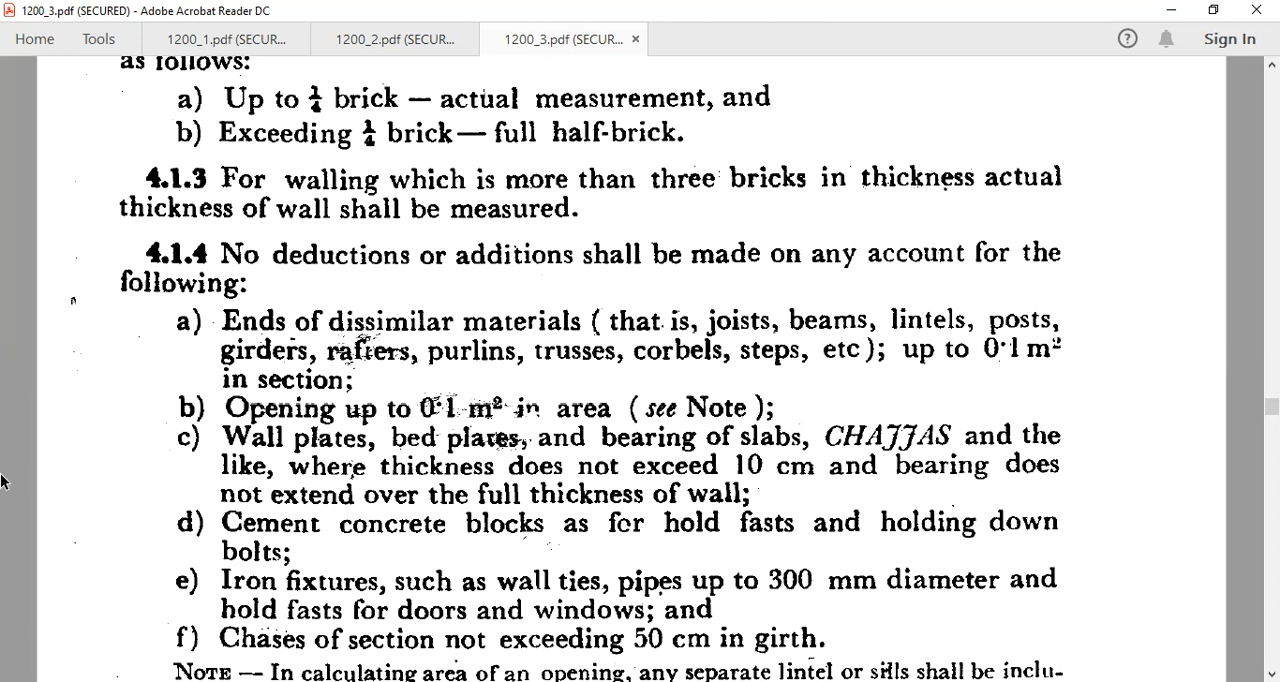 1200_3.pdf (SECURED) - Adobe Acrobat Reader DC
Home Tools 1200_1.pdf (SECUR... 1200_2.pdf (SECUR... 1200_3.pdf (SECUR... × Sign In
as follows:
a) Up to ¼ brick — actual measurement, and
b) Exceeding ¼ brick — full half-brick.
4.1.3 For walling which is more than three bricks in thickness actual
thickness of wall shall be measured.
4.1.4 No deductions or additions shall be made on any account for the
following:
a) Ends of dissimilar materials ( that is, joists, beams, lintels, posts,
girders, rafters, purlins, trusses, corbels, steps, etc ); up to 0·1 m²
in section;
b) Opening up to 0·1 m² in area ( see Note );
c) Wall plates, bed plates, and bearing of slabs, CHAJJAS and the
like, where thickness does not exceed 10 cm and bearing does
not extend over the full thickness of wall;
d) Cement concrete blocks as for hold fasts and holding down
bolts;
e) Iron fixtures, such as wall ties, pipes up to 300 mm diameter and
hold fasts for doors and windows; and
f) Chases of section not exceeding 50 cm in girth.
NOTE — In calculating area of an opening, any separate lintel or sills shall be inclu-